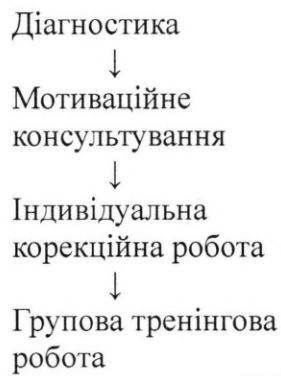 Діагностика
↓
Мотиваційне
консультування
↓
Індивідуальна
корекційна робота
↓
Групова тренінгова
робота